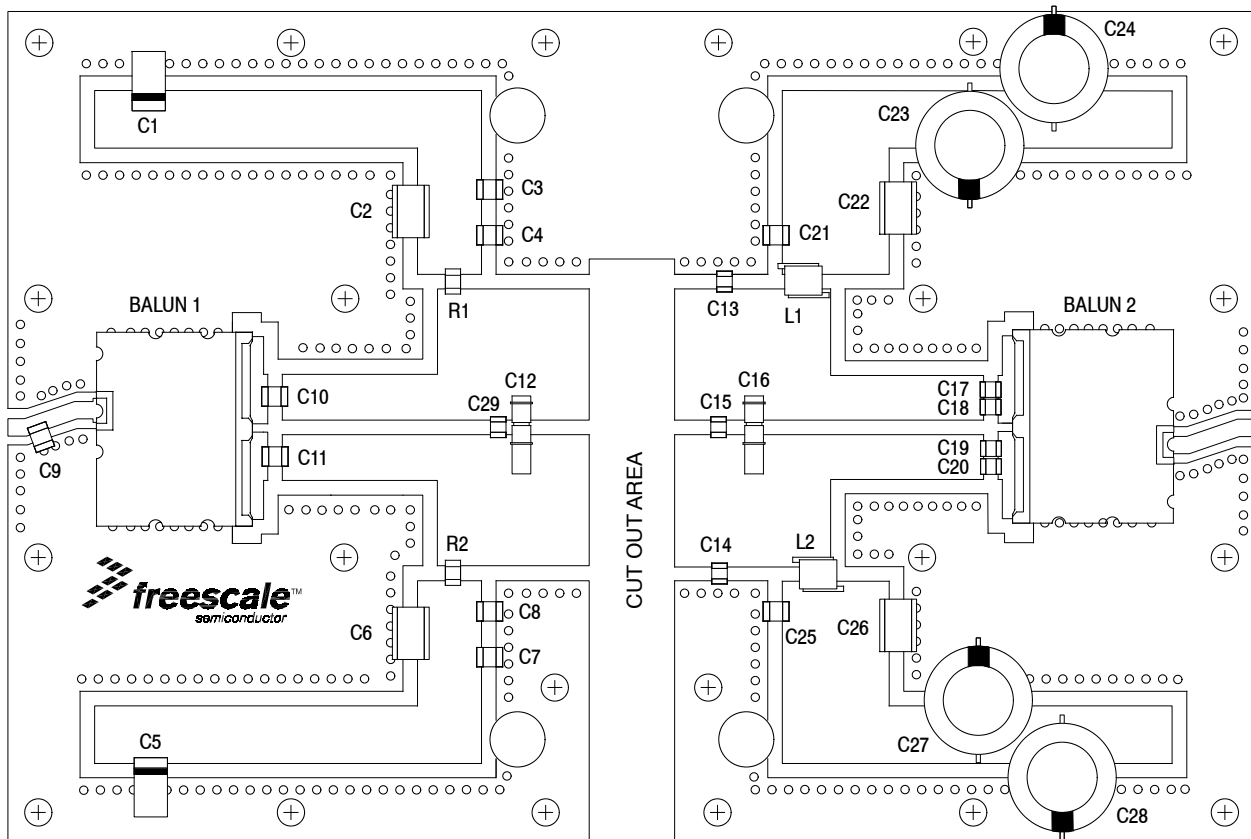 C24
C1
C23
C3
C2
C22
C4
C21
BALUN 1
R1
C13
L1
BALUN 2
C10
C12
C29
C16
C15
C17
C18
C9
C11
C19
C20
CUT OUT AREA
R2
C14
L2
freescale™
semiconductor
C8
C6
C25
C26
C7
C5
C27
C28